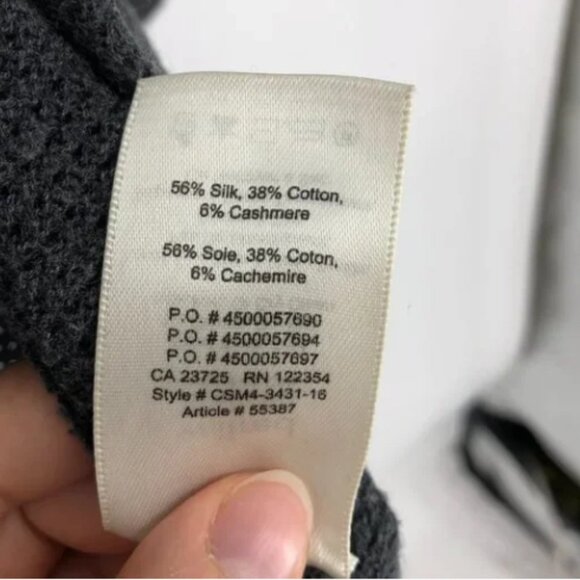 56% Silk, 38% Cotton,
6% Cashmere
56% Soie, 38% Coton,
6% Cachemire
P.O. # 4500057690
P.O. # 4500057694
P.O. # 4500057697
CA 23725 RN 122354
Style # CSM4-3431-16
Article # 55387